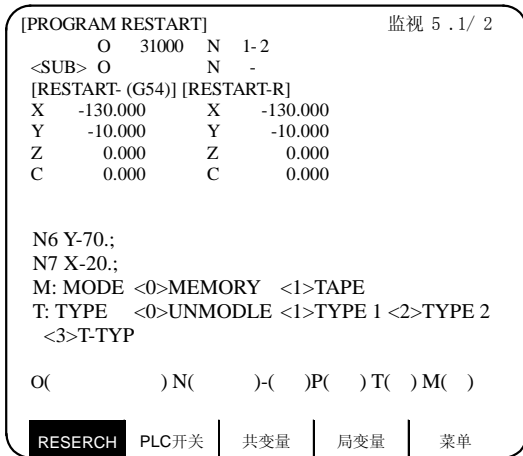 [PROGRAM RESTART] 监视 5 .1/ 2
O 31000 N 1- 2
<SUB> O N -
[RESTART- (G54)] [RESTART-R]
X -130.000 X -130.000
Y -10.000 Y -10.000
Z 0.000 Z 0.000
C 0.000 C 0.000
N6 Y-70.;
N7 X-20.;
M: MODE <0>MEMORY <1>TAPE
T: TYPE <0>UNMODLE <1>TYPE 1 <2>TYPE 2
<3>T-TYP
O( ) N( )-( )P( ) T( ) M( )
RESERCH PLC开关 共变量 局变量 菜单